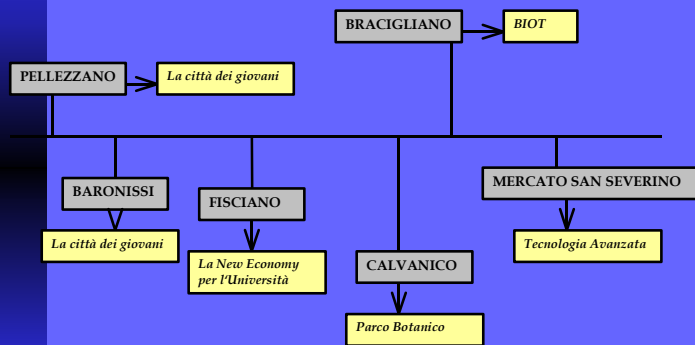 BRACIGLIANO
BIOT
PELLEZZANO
La città dei giovani
BARONISSI
La città dei giovani
FISCIANO
La New Economy
per l'Università
CALVANICO
Parco Botanico
MERCATO SAN SEVERINO
Tecnologia Avanzata